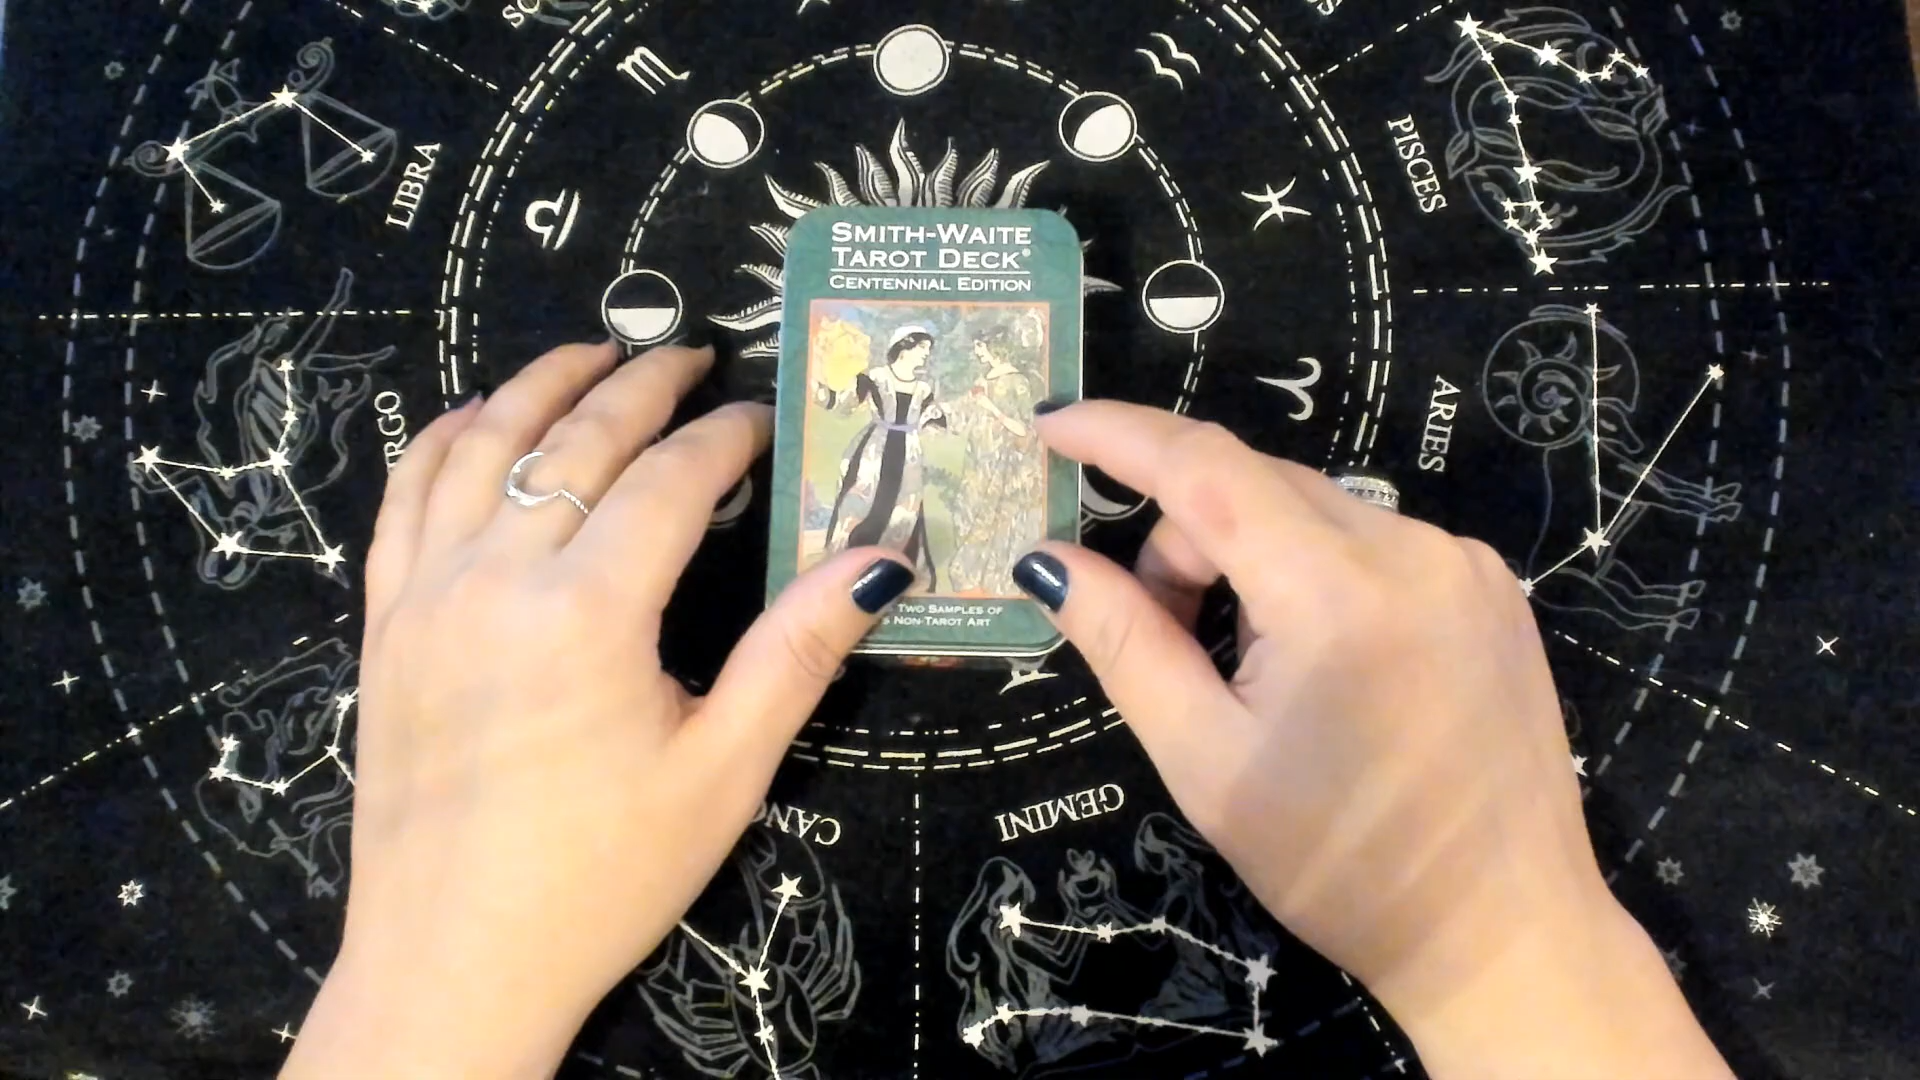 LIBRA
PISCES
SMITH-WAITE
TAROT DECK®
CENTENNIAL EDITION
ARIES
TWO SAMPLES OF
NON-TAROT ART
GEMINI